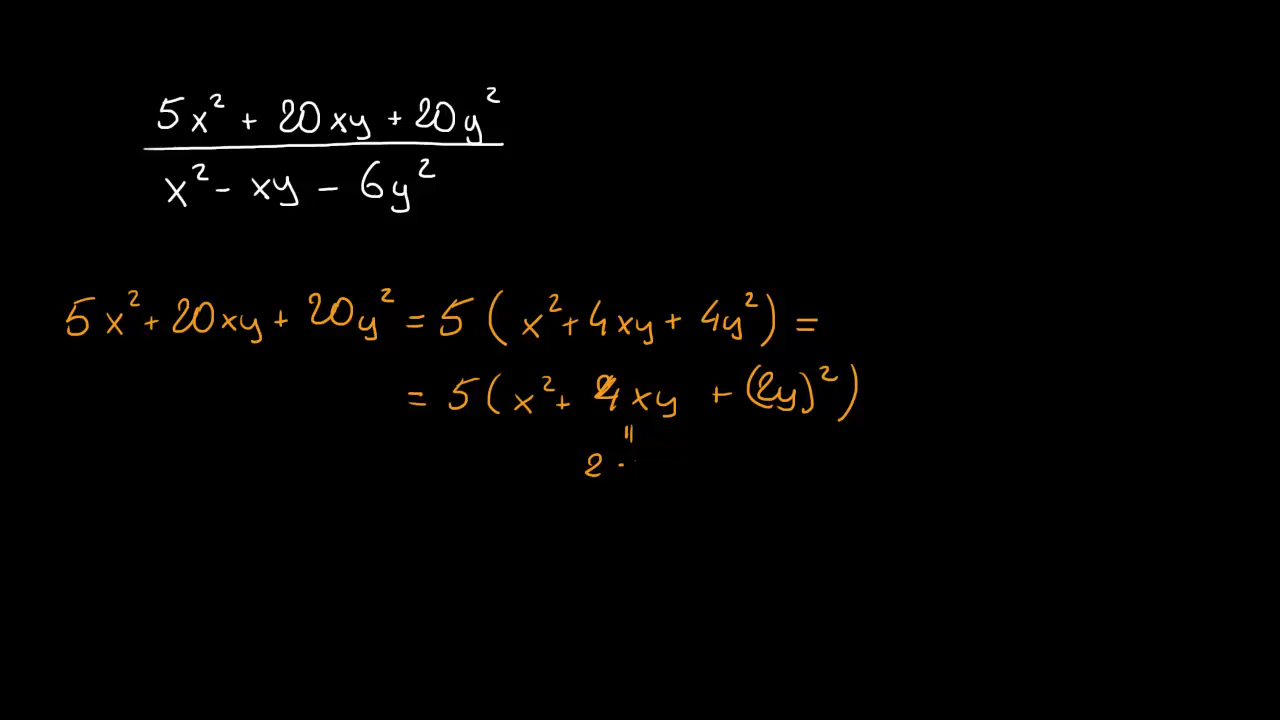 5x² + 20xy + 20y²
x² - xy - 6y²
5x² + 20xy + 20y² = 5 ( x² + 4xy + 4y² ) =
= 5 ( x² + 4xy + (2y)² )
"
2 ·